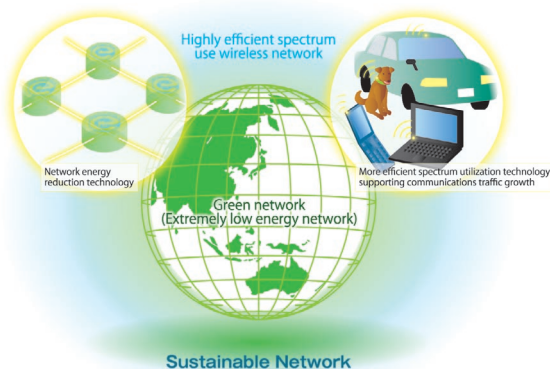 Highly efficient spectrum
use wireless network
Network energy
reduction technology
More efficient spectrum utilization technology
supporting communications traffic growth
Green network
(Extremely low energy network)
Sustainable Network